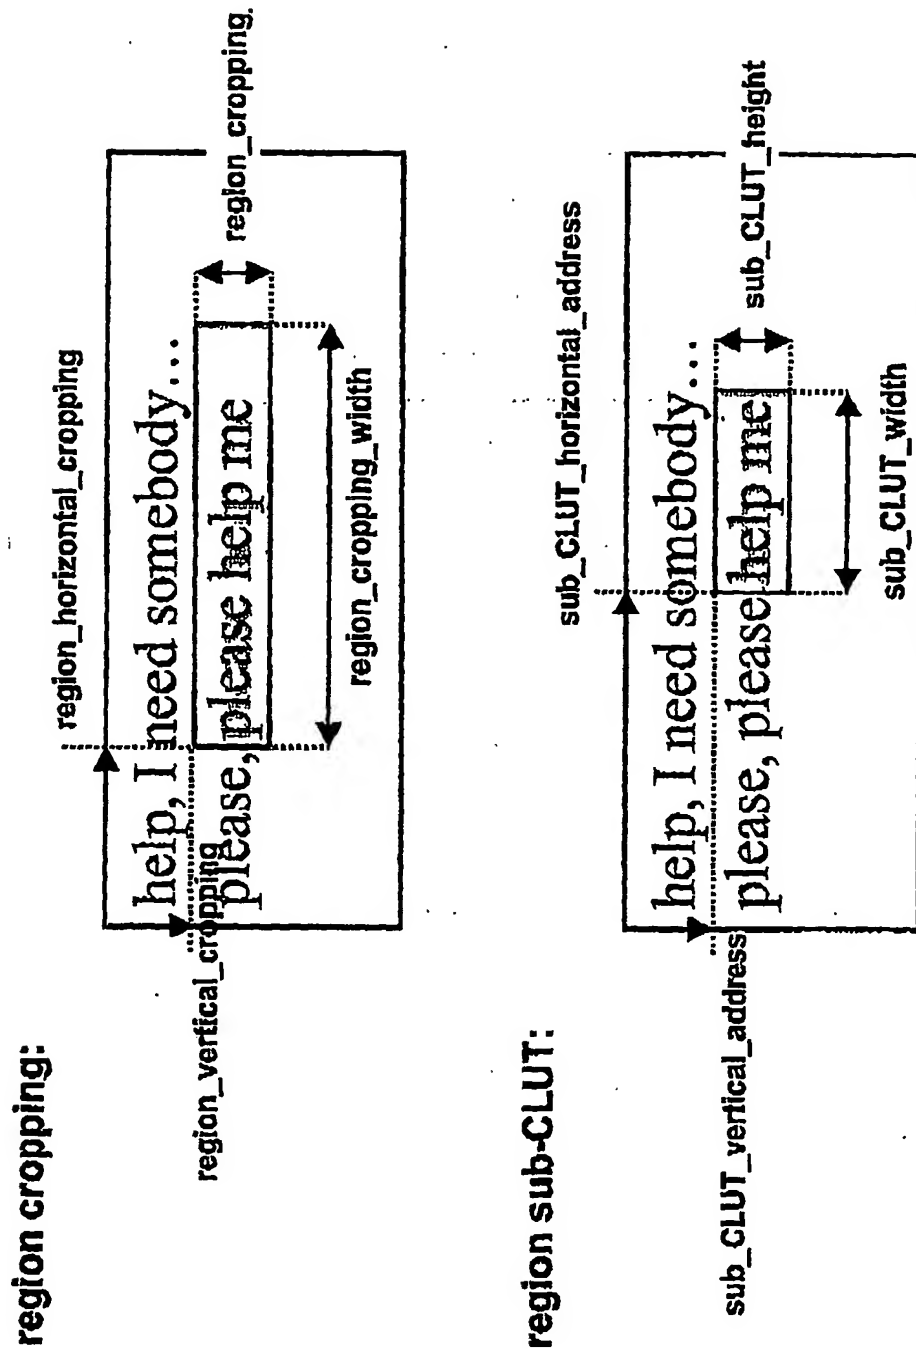 region cropping:
region_horizontal_cropping
help, I need somebody...
please, please help me
region_vertical_cropping
region_cropping_width
region_cropping.
region sub-CLUT:
sub_CLUT_horizontal_address
help, I need somebody...
please, please help me
sub_CLUT_vertical_address
sub_CLUT_width
sub_CLUT_height